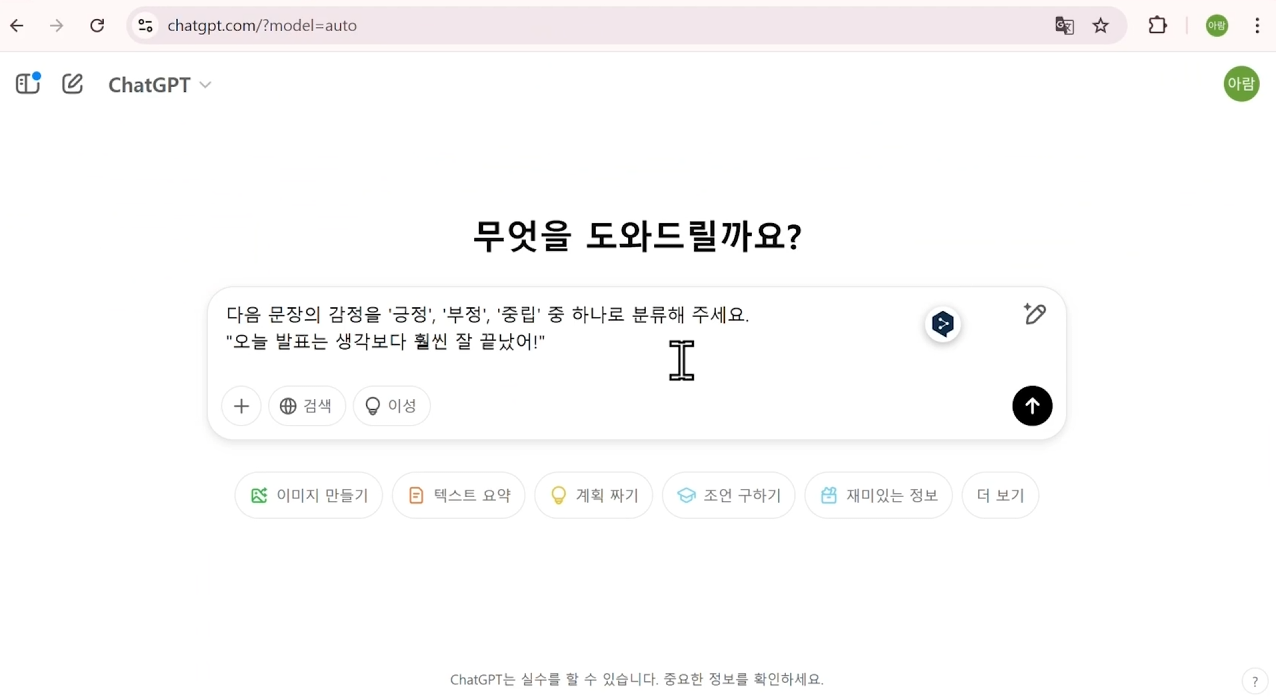 chatgpt.com/?model=auto
아람
ChatGPT
아람
무엇을 도와드릴까요?
다음 문장의 감정을 '긍정', '부정', '중립' 중 하나로 분류해 주세요.
"오늘 발표는 생각보다 훨씬 잘 끝났어!"
검색
이성
이미지 만들기
텍스트 요약
계획 짜기
조언 구하기
재미있는 정보
더 보기
ChatGPT는 실수를 할 수 있습니다. 중요한 정보를 확인하세요.
?